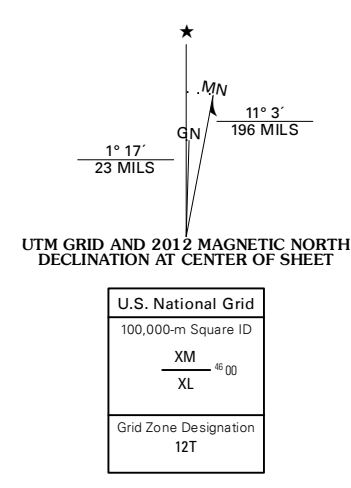 ★
MN
11° 3´
196 MILS
GN
1° 17´
23 MILS
UTM GRID AND 2012 MAGNETIC NORTH
DECLINATION AT CENTER OF SHEET
U.S. National Grid
100,000-m Square ID
XM
46 00
XL
Grid Zone Designation
12T